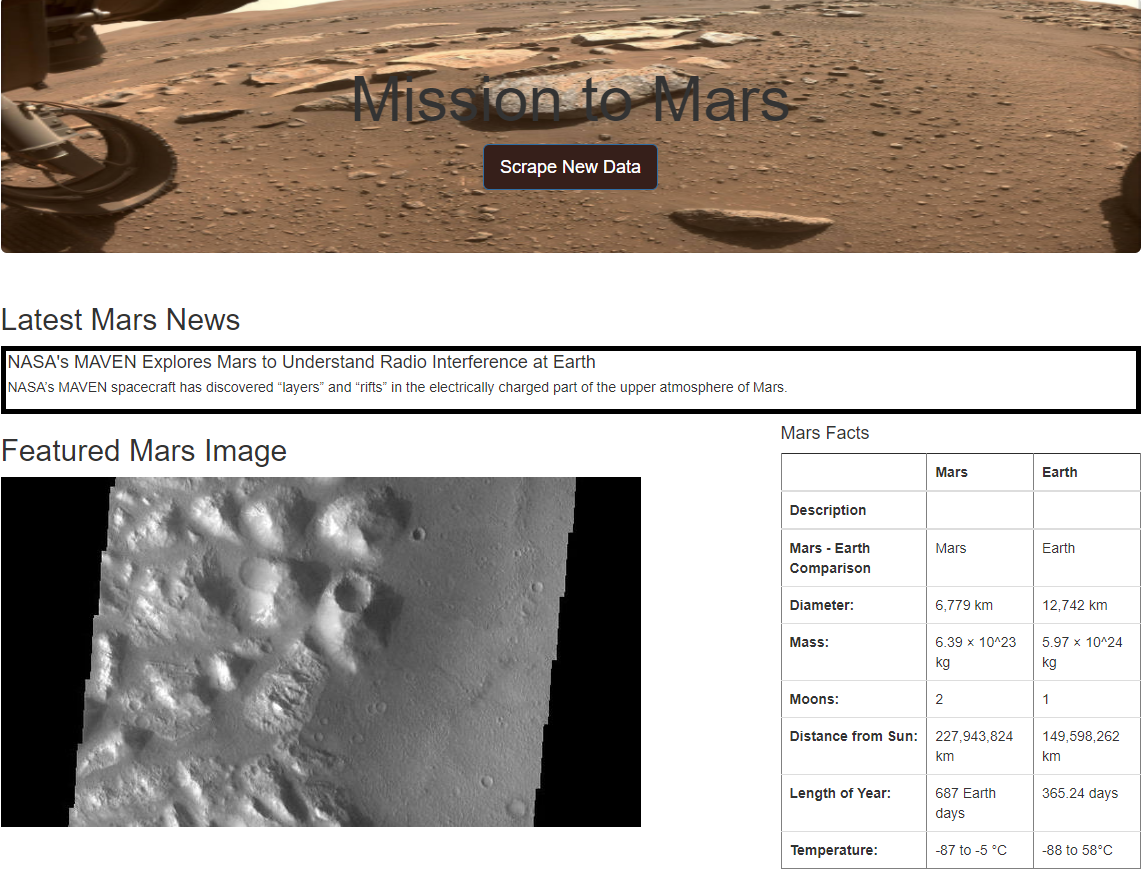 Mission to Mars
Scrape New Data
Latest Mars News
NASA's MAVEN Explores Mars to Understand Radio Interference at Earth
NASA’s MAVEN spacecraft has discovered “layers” and “rifts” in the electrically charged part of the upper atmosphere of Mars.
Featured Mars Image
Mars Facts
Mars Earth
Description
Mars - Earth Comparison Mars Earth
Diameter: 6,779 km 12,742 km
Mass: 6.39 × 10^23 kg 5.97 × 10^24 kg
Moons: 2 1
Distance from Sun: 227,943,824 km 149,598,262 km
Length of Year: 687 Earth days 365.24 days
Temperature: -87 to -5 °C -88 to 58°C